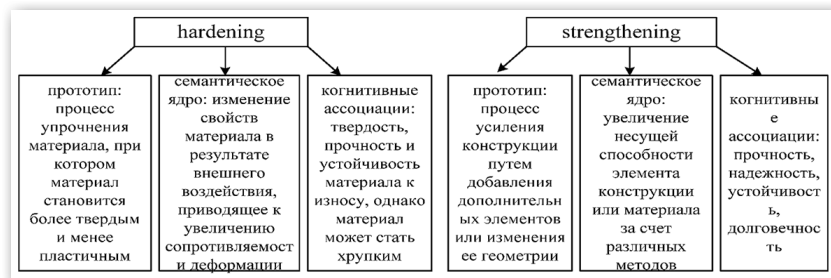 hardening
strengthening
прототип:
процесс
упрочнения
материала, при
котором
материал
становится
более твердым
и менее
пластичным
семантическое
ядро: изменение
свойств
материала в
результате
внешнего
воздействия,
приводящее к
увеличению
сопротивляемост
и деформации
когнитивные
ассоциации:
твердость,
прочность и
устойчивость
материала к
износу, однако
материал
может стать
хрупким
прототип:
процесс
усиления
конструкции
путем
добавления
дополнительны
х элементов
или изменения
ее геометрии
семантическое
ядро:
увеличение
несущей
способности
элемента
конструкции
или материала
за счет
различных
методов
когнитивны
е
ассоциации:
прочность,
надежность,
устойчивост
ь,
долговечнос
ть